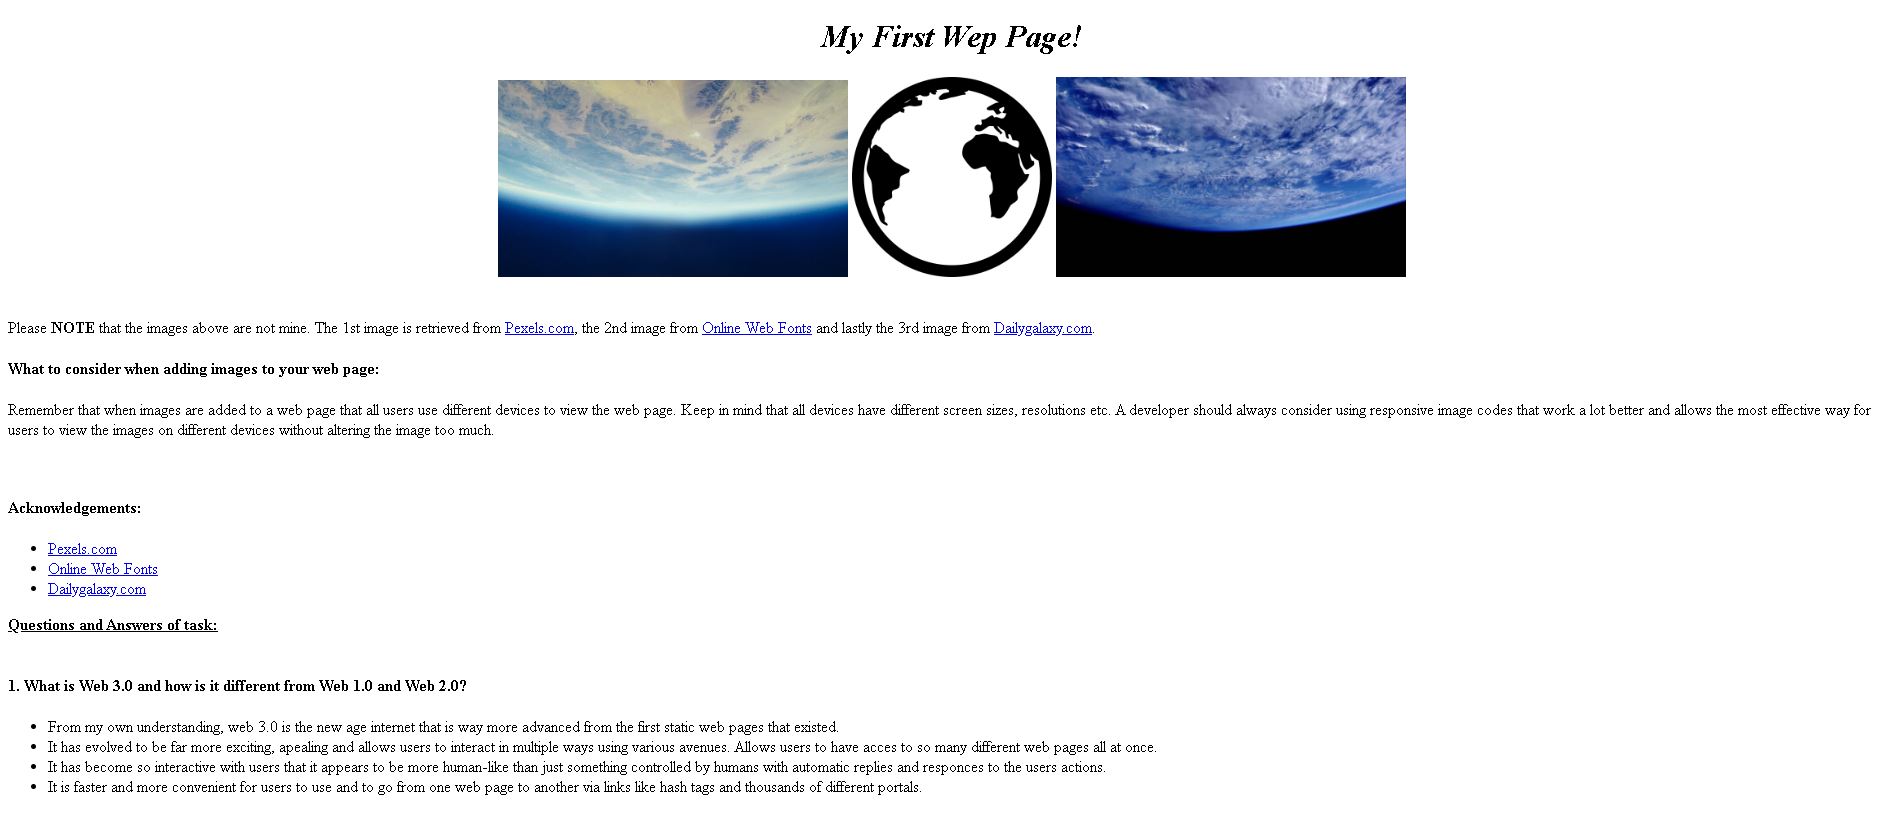 My First Wep Page!
Please NOTE that the images above are not mine. The 1st image is retrieved from Pexels.com, the 2nd image from Online Web Fonts and lastly the 3rd image from Dailygalaxy.com.
What to consider when adding images to your web page:
Remember that when images are added to a web page that all users use different devices to view the web page. Keep in mind that all devices have different screen sizes, resolutions etc. A developer should always consider using responsive image codes that work a lot better and allows the most effective way for
users to view the images on different devices without altering the image too much.
Acknowledgements:
• Pexels.com
• Online Web Fonts
• Dailygalaxy.com
Questions and Answers of task:
1. What is Web 3.0 and how is it different from Web 1.0 and Web 2.0?
• From my own understanding, web 3.0 is the new age internet that is way more advanced from the first static web pages that existed.
• It has evolved to be far more exciting, apealing and allows users to interact in multiple ways using various avenues. Allows users to have acces to so many different web pages all at once.
• It has become so interactive with users that it appears to be more human-like than just something controlled by humans with automatic replies and responces to the users actions.
• It is faster and more convenient for users to use and to go from one web page to another via links like hash tags and thousands of different portals.